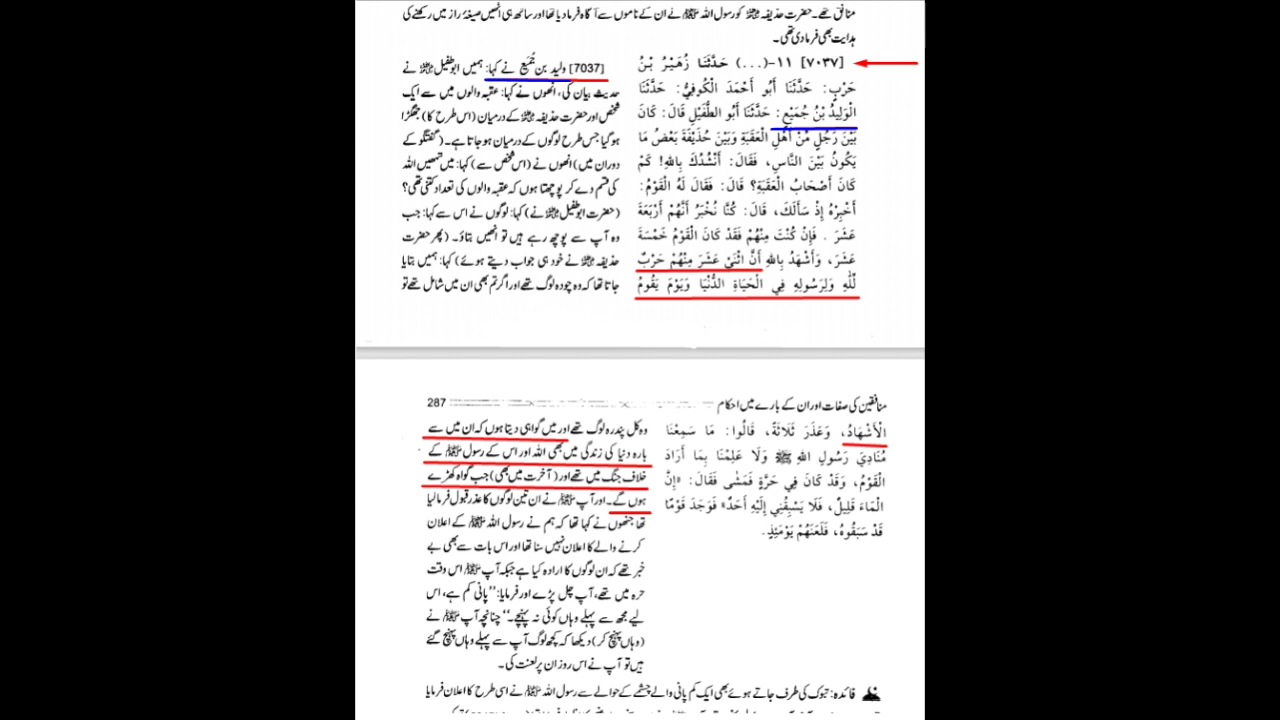 منافق تھے۔ حضرت حذیفہ رضی اللہ عنہ کو رسول اللہ ﷺ نے ان کے ناموں سے آگاہ فرما دیا تھا اور ساتھ ہی انھیں صیغۂ راز میں رکھنے کی
ہدایت بھی فرما دی تھی۔
[٧٠٣٧] ١١-(...) حَدَّثَنَا زُهَيْرُ بْنُ
حَرْبٍ: حَدَّثَنَا أَبُو أَحْمَدَ الْكُوفِيُّ: حَدَّثَنَا
الْوَلِيدُ بْنُ جُمَيْعٍ: حَدَّثَنَا أَبُو الطُّفَيْلِ قَالَ: كَانَ
بَيْنَ رَجُلٍ مِّنْ أَهْلِ الْعَقَبَةِ وَبَيْنَ حُذَيْفَةَ بَعْضُ مَا
يَكُونُ بَيْنَ النَّاسِ، فَقَالَ: أَنْشُدُكَ بِاللهِ! كَمْ
كَانَ أَصْحَابُ الْعَقَبَةِ؟ قَالَ: فَقَالَ لَهُ الْقَوْمُ:
أَخْبِرْهُ إِذْ سَأَلَكَ، قَالَ: كُنَّا نُخْبَرُ أَنَّهُمْ أَرْبَعَةَ
عَشَرَ . فَإِنْ كُنْتَ مِنْهُمْ فَقَدْ كَانَ الْقَوْمُ خَمْسَةَ
عَشَرَ، وَأَشْهَدُ بِاللهِ أَنَّ اثْنَيْ عَشَرَ مِنْهُمْ حَرْبٌ
لِّلّٰهِ وَلِرَسُولِهِ فِي الْحَيَاةِ الدُّنْيَا وَيَوْمَ يَقُومُ
[7037] ولید بن جُمَیع نے کہا: ہمیں ابوطفیل رضی اللہ عنہ نے
حدیث بیان کی، انھوں نے کہا: عقبہ والوں میں سے ایک
شخص اور حضرت حذیفہ رضی اللہ عنہ کے درمیان (اس طرح کا) جھگڑا
ہو گیا جس طرح لوگوں کے درمیان ہو جاتا ہے۔ (گفتگو کے
دوران میں) انھوں نے (اس شخص سے) کہا: میں تمھیں اللہ
کی قسم دے کر پوچھتا ہوں کہ عقبہ والوں کی تعداد کتنی تھی؟
(حضرت ابوطفیل رضی اللہ عنہ نے) کہا: لوگوں نے اس سے کہا: جب
وہ آپ سے پوچھ رہے ہیں تو انھیں بتاؤ۔ (پھر حضرت
حذیفہ رضی اللہ عنہ نے خود ہی جواب دیتے ہوئے) کہا: ہمیں بتایا
جاتا تھا کہ وہ چودہ لوگ تھے اور اگر تم بھی ان میں شامل تھے تو
منافقین کی صفات اور ان کے بارے میں احکام 287
الْأَشْهَادُ، وَعَذَرَ ثَلَاثَةً، قَالُوا: مَا سَمِعْنَا
مُنَادِيَ رَسُولِ اللهِ ﷺ وَلَا عَلِمْنَا بِمَا أَرَادَ
الْقَوْمُ، وَقَدْ كَانَ فِي حَرَّةٍ فَمَشٰى فَقَالَ: «إِنَّ
الْمَاءَ قَلِيلٌ، فَلَا يَسْبِقُنِي إِلَيْهِ أَحَدٌ» فَوَجَدَ قَوْمًا
قَدْ سَبَقُوهُ، فَلَعَنَهُمْ يَوْمَئِذٍ .
وہ کل پندرہ لوگ تھے اور میں گواہی دیتا ہوں کہ ان میں سے
بارہ دنیا کی زندگی میں بھی اللہ اور اس کے رسول ﷺ کے
خلاف جنگ میں تھے اور (آخرت میں بھی) جب گواہ کھڑے
ہوں گے۔ اور آپ ﷺ نے ان تین لوگوں کا عذر قبول فرما لیا
تھا جنھوں نے کہا تھا کہ ہم نے رسول اللہ ﷺ کے اعلان
کرنے والے کا اعلان نہیں سنا تھا اور اس بات سے بھی بے
خبر تھے کہ ان لوگوں کا ارادہ کیا ہے جبکہ آپ ﷺ اس وقت
حرہ میں تھے، آپ چل پڑے اور فرمایا: "پانی کم ہے، اس
لیے مجھ سے پہلے وہاں کوئی نہ پہنچے۔" چنانچہ آپ ﷺ نے
(وہاں پہنچ کر) دیکھا کہ کچھ لوگ آپ سے پہلے وہاں پہنچ گئے
ہیں تو آپ نے اس روز ان پر لعنت کی۔
فائدہ: تبوک کی طرف جاتے ہوئے بھی ایک کم پانی والے چشمے کے حوالے سے رسول اللہ ﷺ نے اسی طرح کا اعلان فرمایا